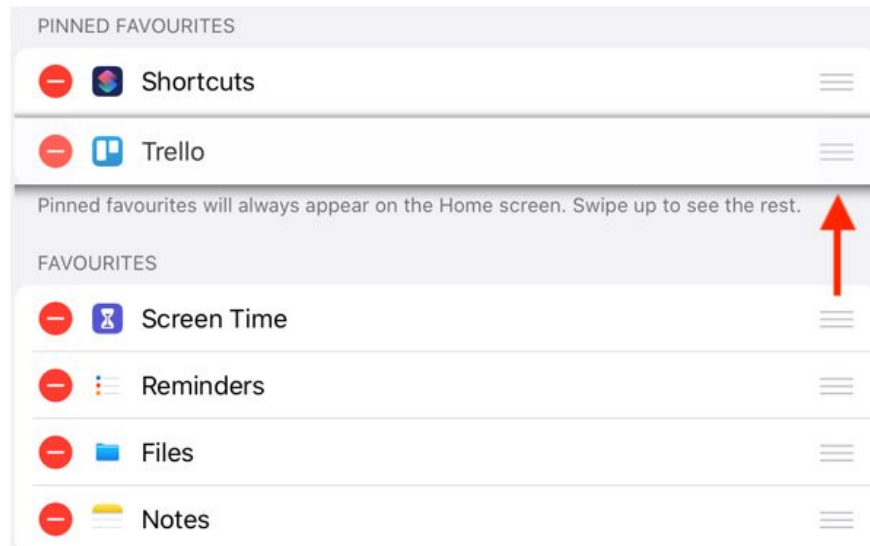 PINNED FAVOURITES
Shortcuts
Trello
Pinned favourites will always appear on the Home screen. Swipe up to see the rest.
FAVOURITES
Screen Time
Reminders
Files
Notes